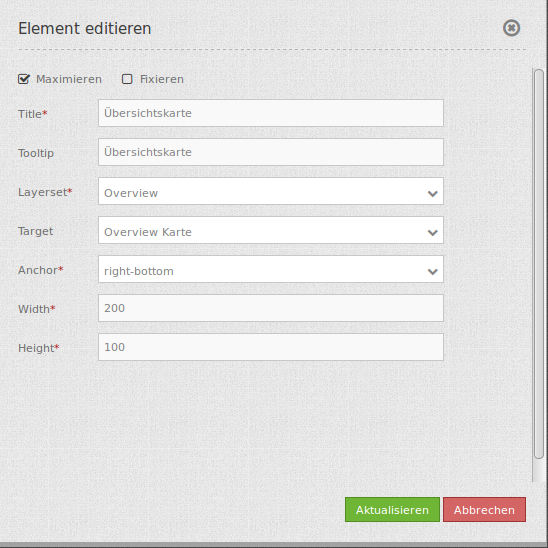 Element editieren
Maximieren Fixieren
Title* Übersichtskarte
Tooltip Übersichtskarte
Layerset* Overview
Target Overview Karte
Anchor* right-bottom
Width* 200
Height* 100
Aktualisieren Abbrechen